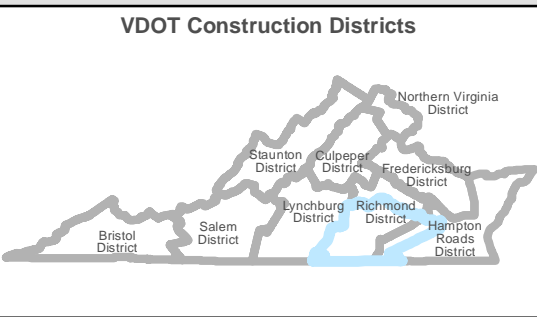 VDOT Construction Districts
Northern Virginia
District
Staunton
District
Culpeper
District
Fredericksburg
District
Lynchburg
District
Richmond
District
Hampton
Roads
District
Salem
District
Bristol
District